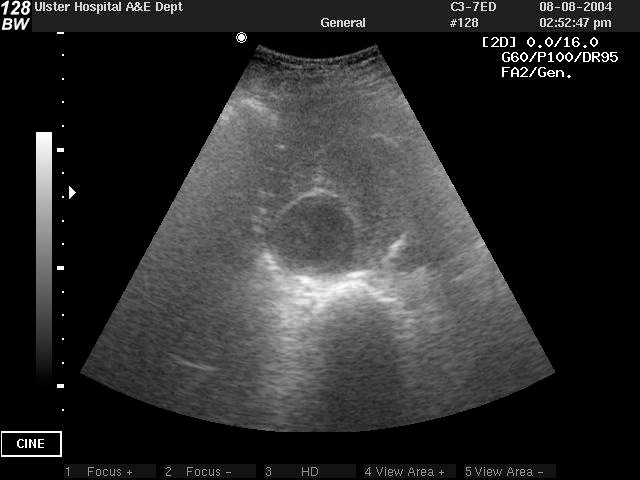 128 Ulster Hospital A&E Dept C3-7ED 08-08-2004
BW General #128 02:52:47 pm
[2D] 0.0/16.0
G60/P100/DR95
FA2/Gen.
CINE
1 Focus + 2 Focus - 3 HD 4 View Area + 5 View Area -